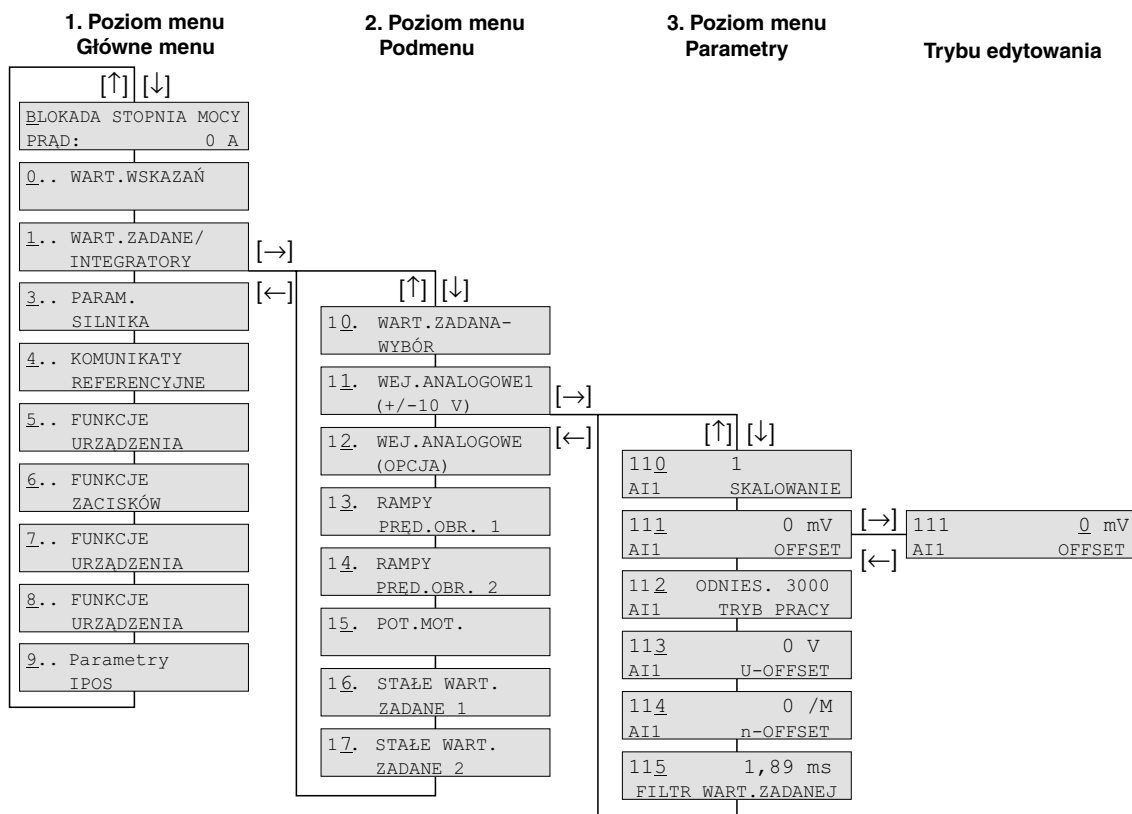 1. Poziom menu
Główne menu
2. Poziom menu
Podmenu
3. Poziom menu
Parametry
Trybu edytowania
[↑] [↓]
BLOKADA STOPNIA MOCY
PRĄD: 0 A
0.. WART.WSKAZAŃ
1.. WART.ZADANE/
INTEGRATORY
[→]
[←]
3.. PARAM.
SILNIKA
4.. KOMUNIKATY
REFERENCYJNE
5.. FUNKCJE
URZĄDZENIA
6.. FUNKCJE
ZACISKÓW
7.. FUNKCJE
URZĄDZENIA
8.. FUNKCJE
URZĄDZENIA
9.. Parametry
IPOS
[↑] [↓]
10. WART.ZADANA-
WYBÓR
11. WEJ.ANALOGOWE1
(+/-10 V)
[→]
[←]
12. WEJ.ANALOGOWE
(OPCJA)
13. RAMPY
PRĘD.OBR. 1
14. RAMPY
PRĘD.OBR. 2
15. POT.MOT.
16. STAŁE WART.
ZADANE 1
17. STAŁE WART.
ZADANE 2
[↑] [↓]
110 1
AI1 SKALOWANIE
111 0 mV
AI1 OFFSET
[→]
[←]
112 ODNIES. 3000
AI1 TRYB PRACY
113 0 V
AI1 U-OFFSET
114 0 /M
AI1 n-OFFSET
115 1,89 ms
FILTR WART.ZADANEJ
111 0 mV
AI1 OFFSET